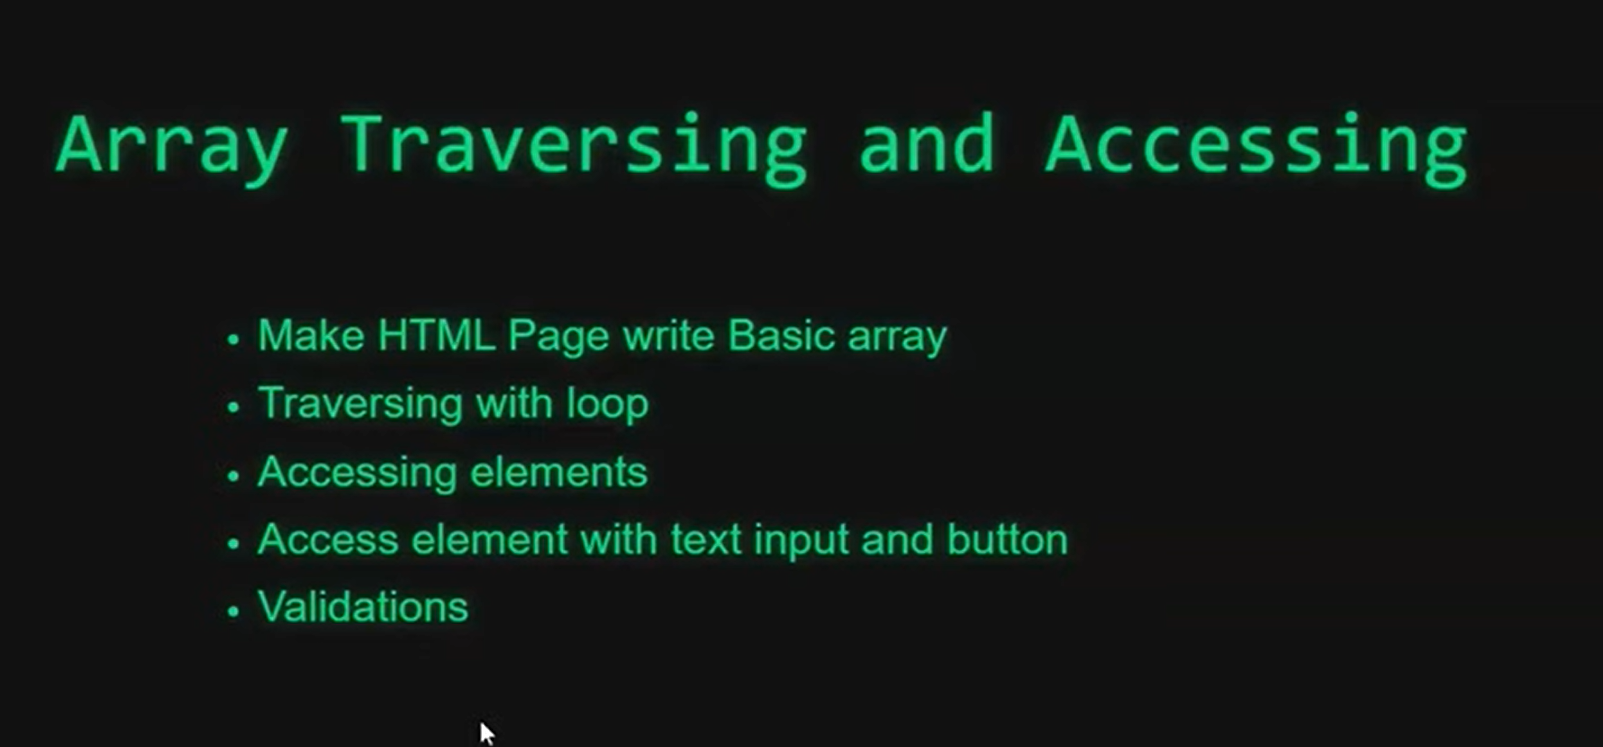 Array Traversing and Accessing
• Make HTML Page write Basic array
• Traversing with loop
• Accessing elements
• Access element with text input and button
• Validations